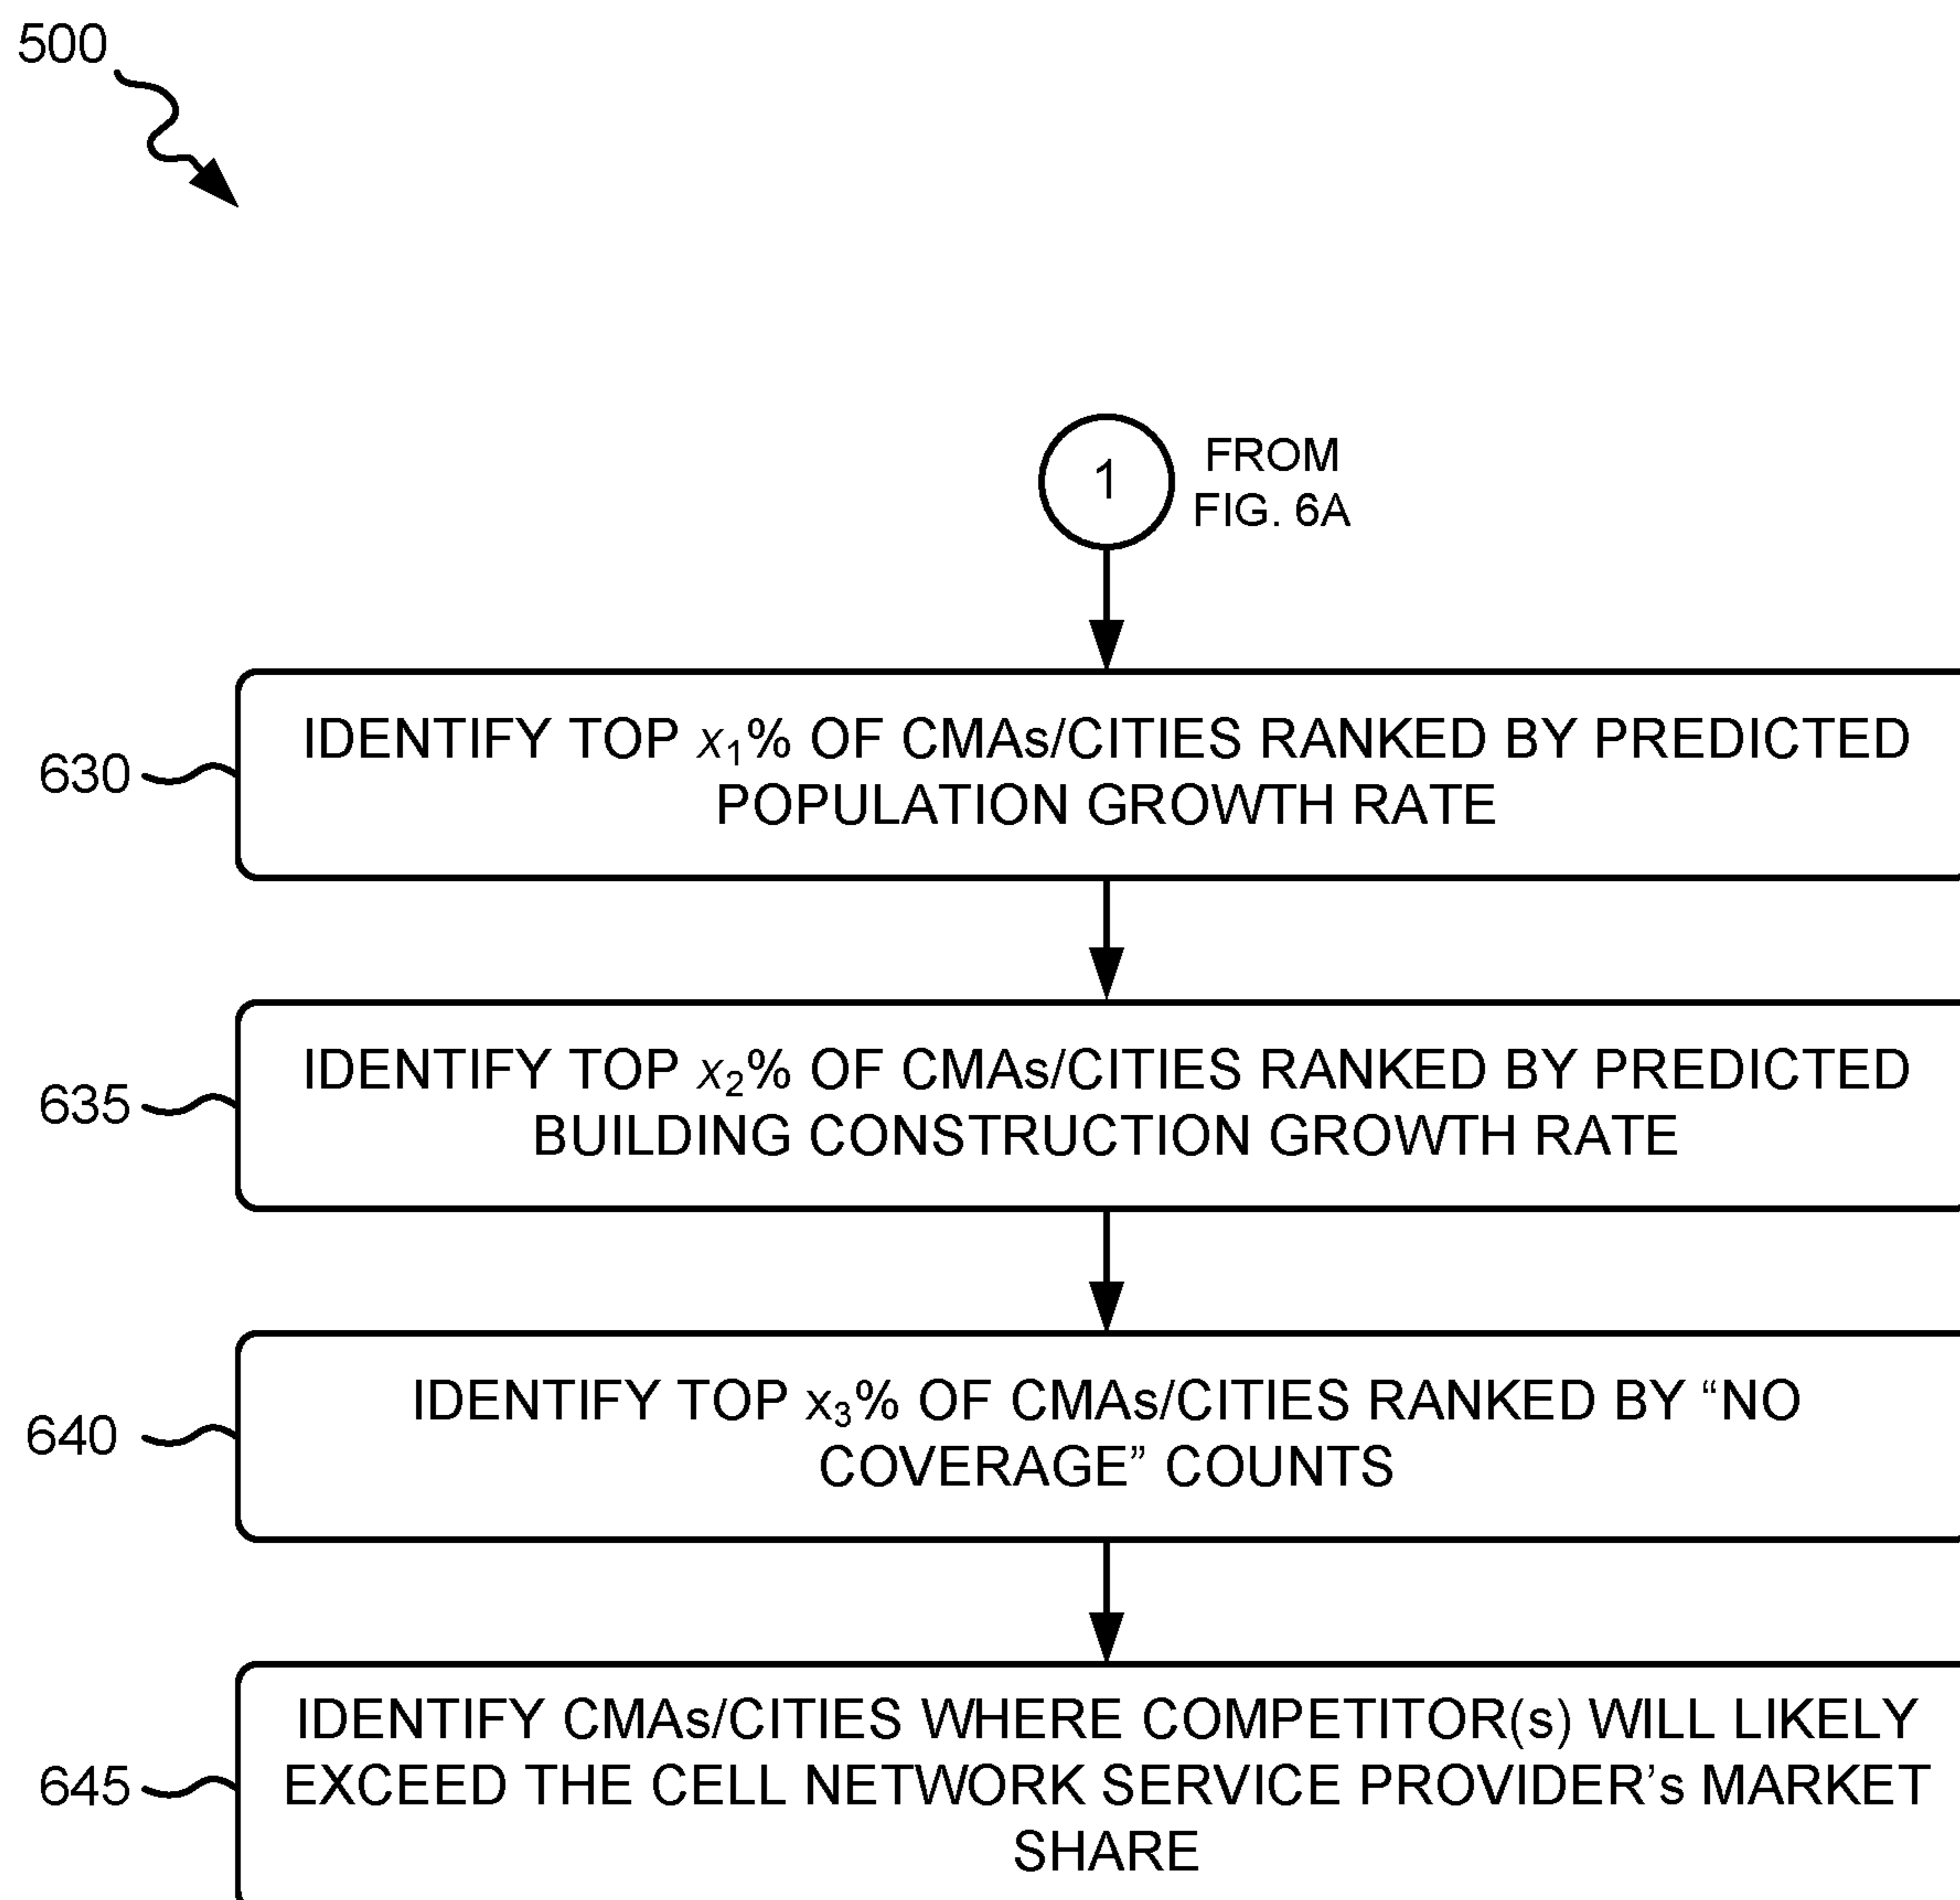 500
1
FROM
FIG. 6A
630
IDENTIFY TOP x₁% OF CMAs/CITIES RANKED BY PREDICTED
POPULATION GROWTH RATE
635
IDENTIFY TOP x₂% OF CMAs/CITIES RANKED BY PREDICTED
BUILDING CONSTRUCTION GROWTH RATE
640
IDENTIFY TOP x₃% OF CMAs/CITIES RANKED BY “NO
COVERAGE” COUNTS
645
IDENTIFY CMAs/CITIES WHERE COMPETITOR(s) WILL LIKELY
EXCEED THE CELL NETWORK SERVICE PROVIDER’s MARKET
SHARE